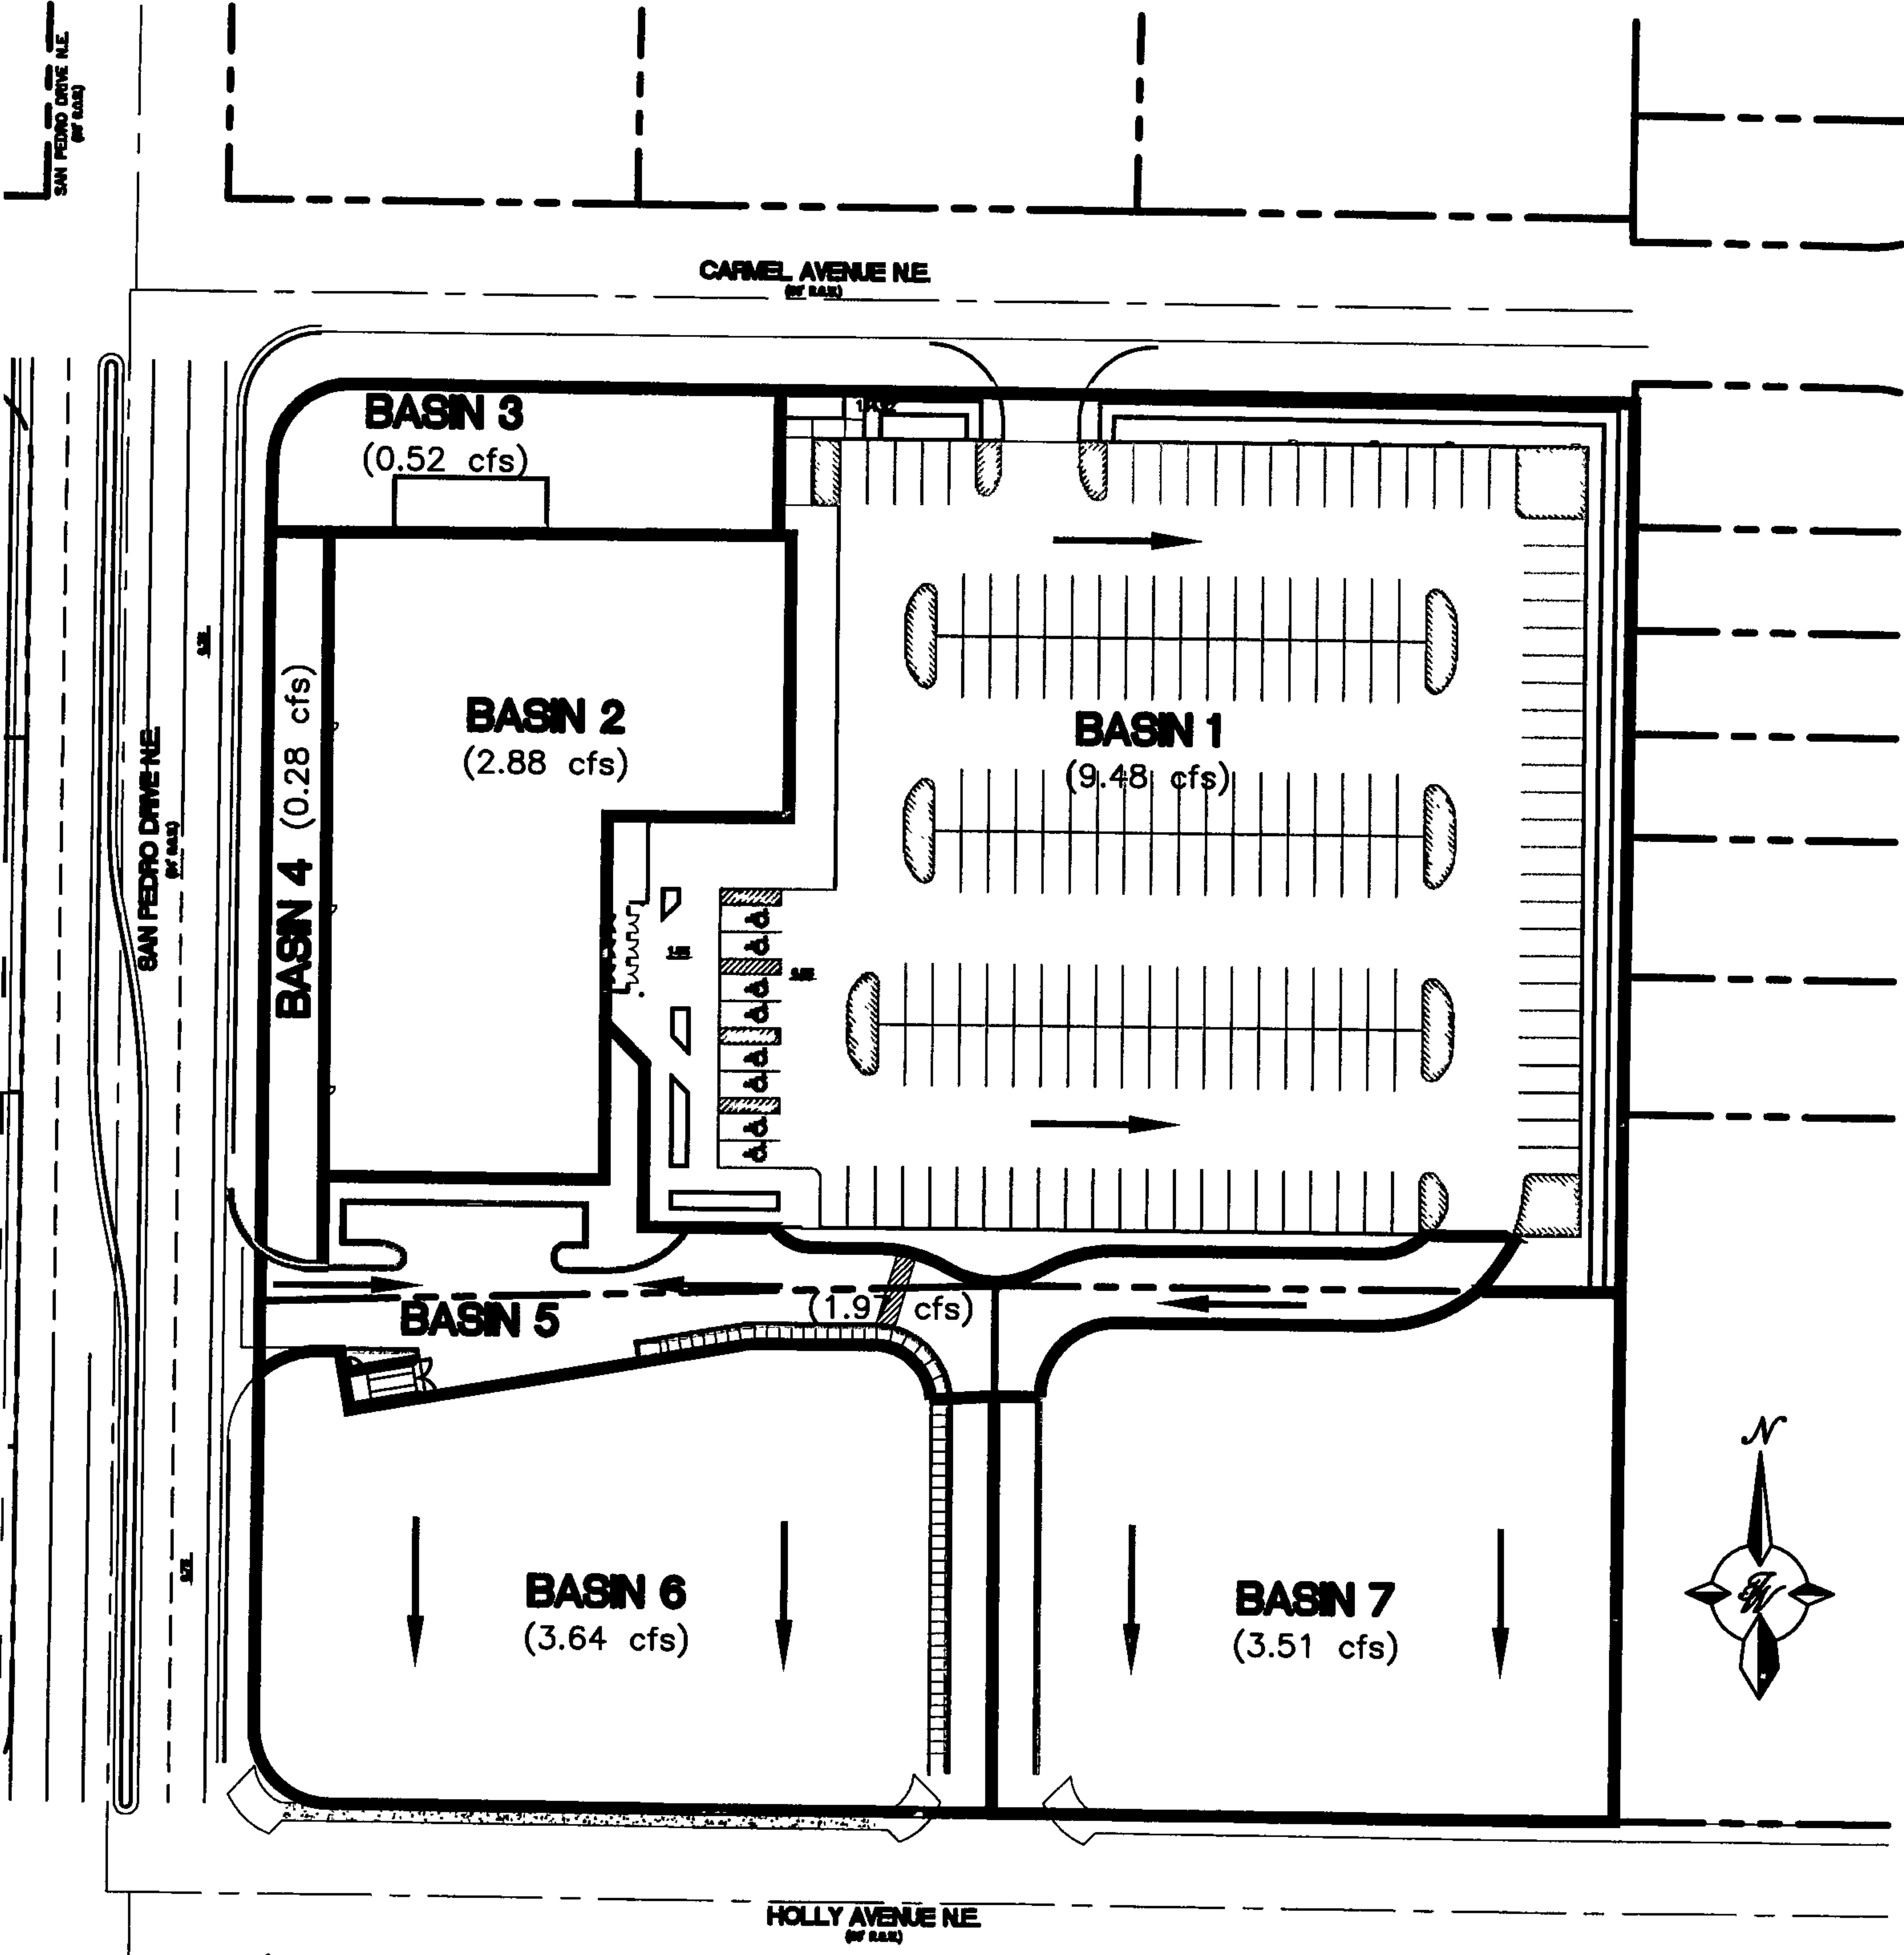 SAN PEDRO DRIVE N.E.
CARMEL AVENUE N.E.
BASIN 3
(0.52 cfs)
BASIN 2
(2.88 cfs)
BASIN 1
(9.48 cfs)
BASIN 4 (0.28 cfs)
SAN PEDRO DRIVE N.E.
BASIN 5
(1.97 cfs)
N
BASIN 6
(3.64 cfs)
BASIN 7
(3.51 cfs)
HOLLY AVENUE N.E.